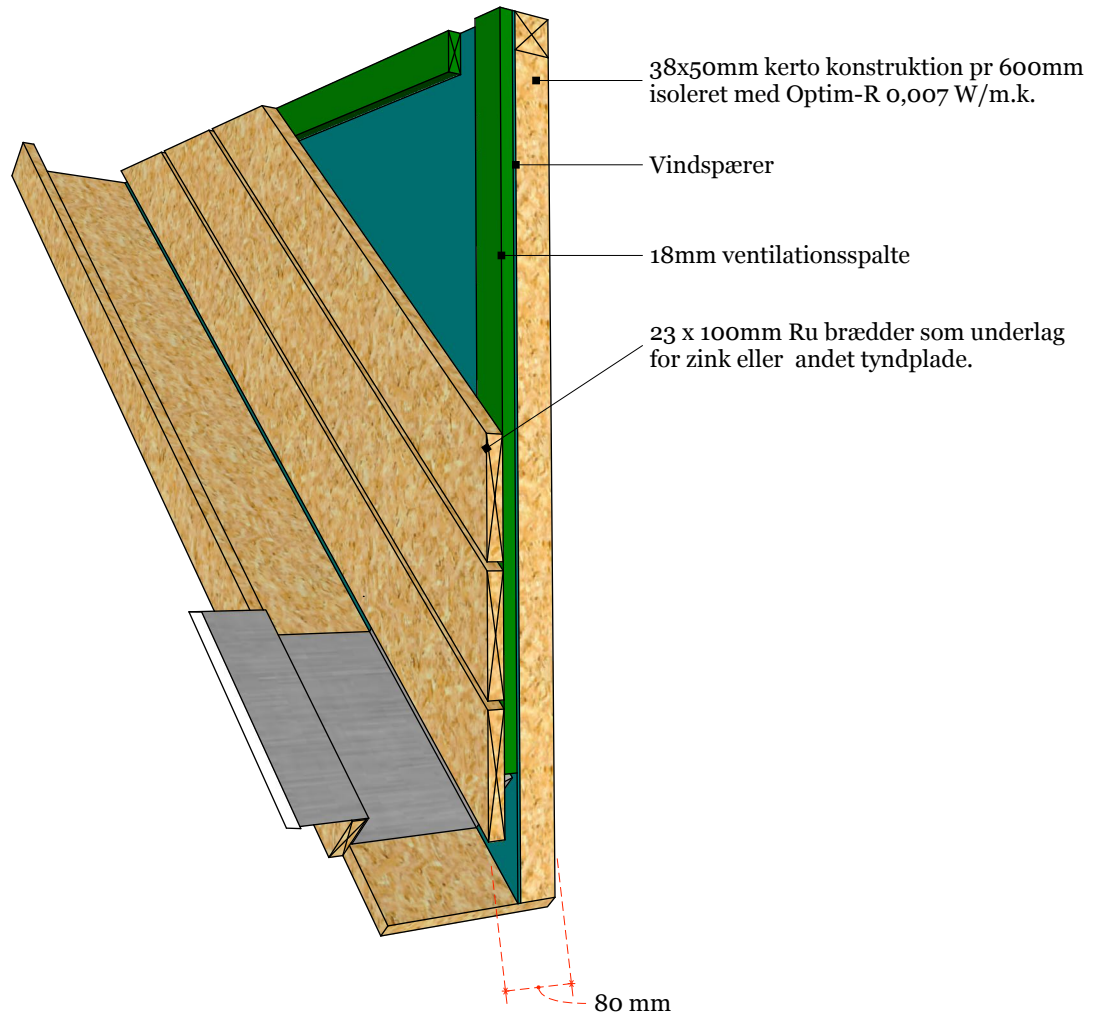 38x50mm kerto konstruktion pr 600mm
isoleret med Optim-R 0,007 W/m.k.
Vindspærer
18mm ventilationsspalte
23 x 100mm Ru brædder som underlag
for zink eller andet tyndplade.
80 mm